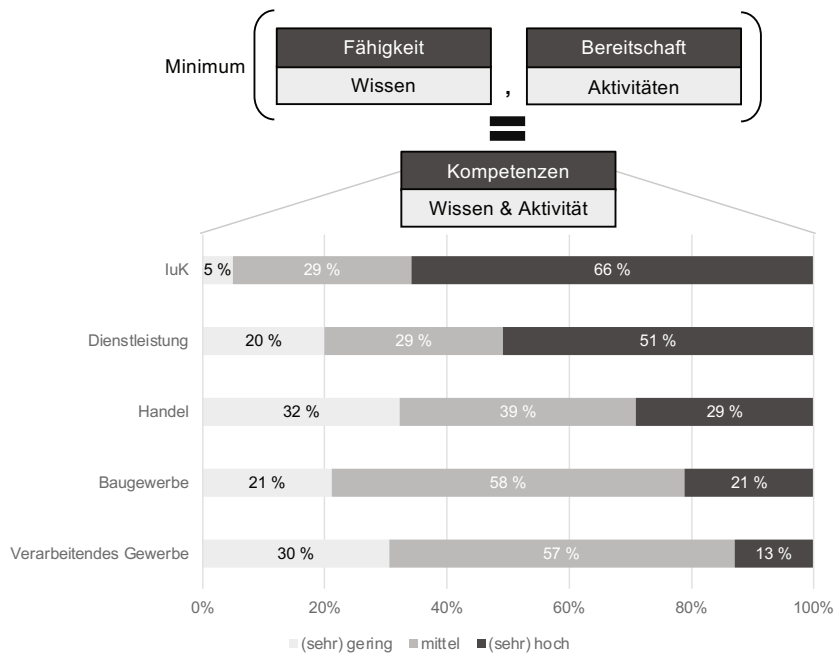 Minimum
Fähigkeit
Wissen
,
Bereitschaft
Aktivitäten
=
Kompetenzen
Wissen & Aktivität
IuK
5 %
29 %
66 %
Dienstleistung
20 %
29 %
51 %
Handel
32 %
39 %
29 %
Baugewerbe
21 %
58 %
21 %
Verarbeitendes Gewerbe
30 %
57 %
13 %
0%
20%
40%
60%
80%
100%
(sehr) gering
mittel
(sehr) hoch